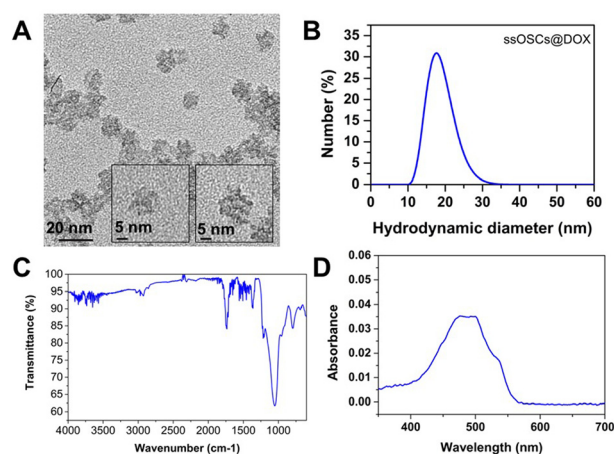 A
20 nm
5 nm
5 nm
B
ssOSCs@DOX
Number (%)
35
30
25
20
15
10
5
0
0 10 20 30 40 50 60
Hydrodynamic diameter (nm)
C
Transmittance (%)
100
95
90
85
80
75
70
65
60
4000 3500 3000 2500 2000 1500 1000
Wavenumber (cm-1)
D
Absorbance
0.06
0.05
0.04
0.03
0.02
0.01
0.00
400 500 600 700
Wavelength (nm)